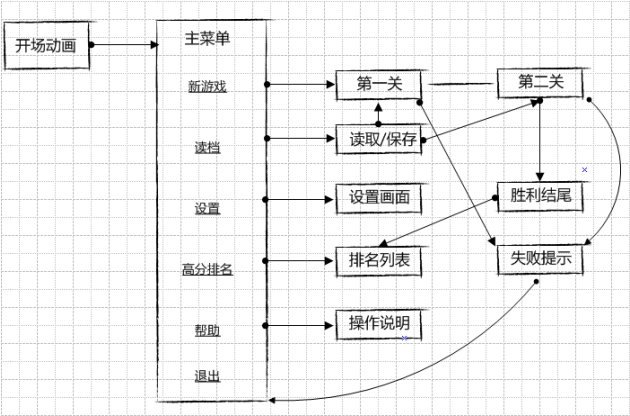 开场动画
主菜单
新游戏
读档
设置
高分排名
帮助
退出
第一关
第二关
读取/保存
设置画面
胜利结尾
排名列表
失败提示
操作说明